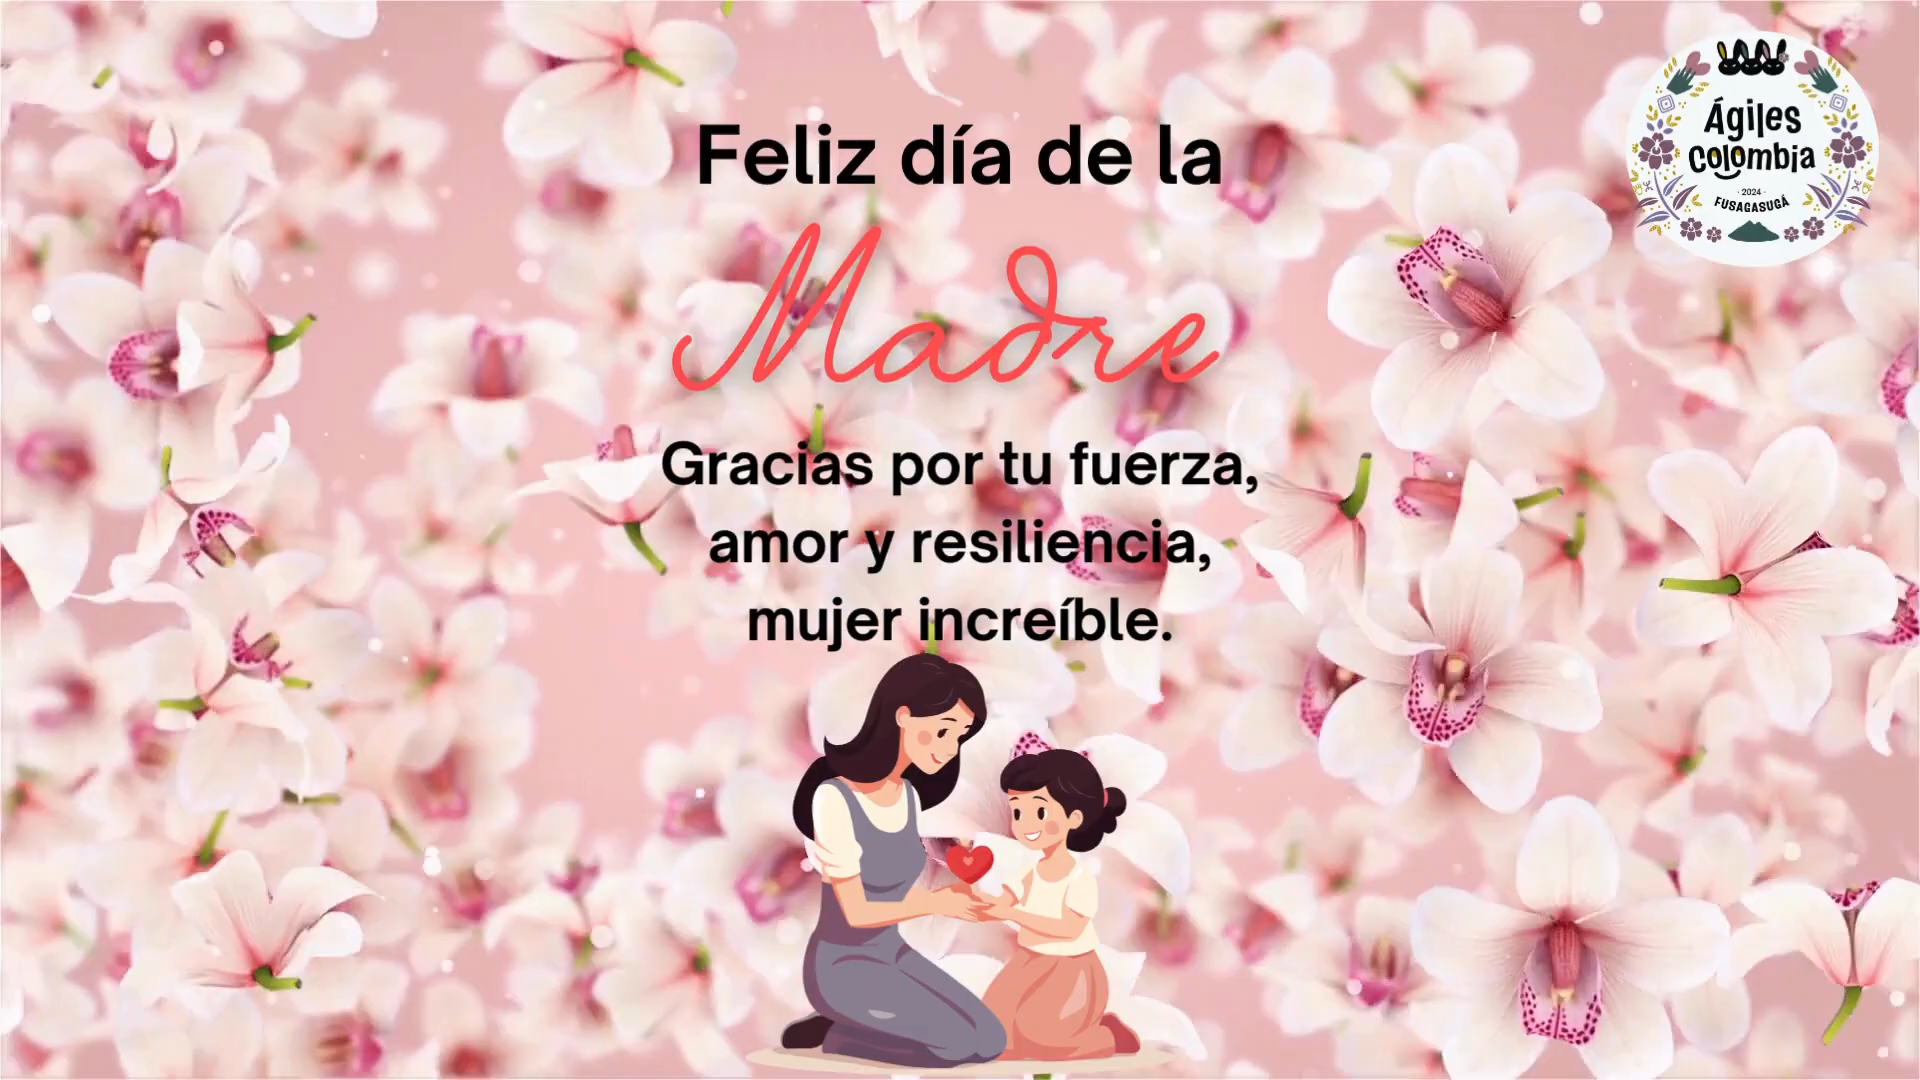 Feliz día de la
Madre
Gracias por tu fuerza,
amor y resiliencia,
mujer increíble.
Ágiles
Colombia
· 2024 ·
FUSAGASUGÁ